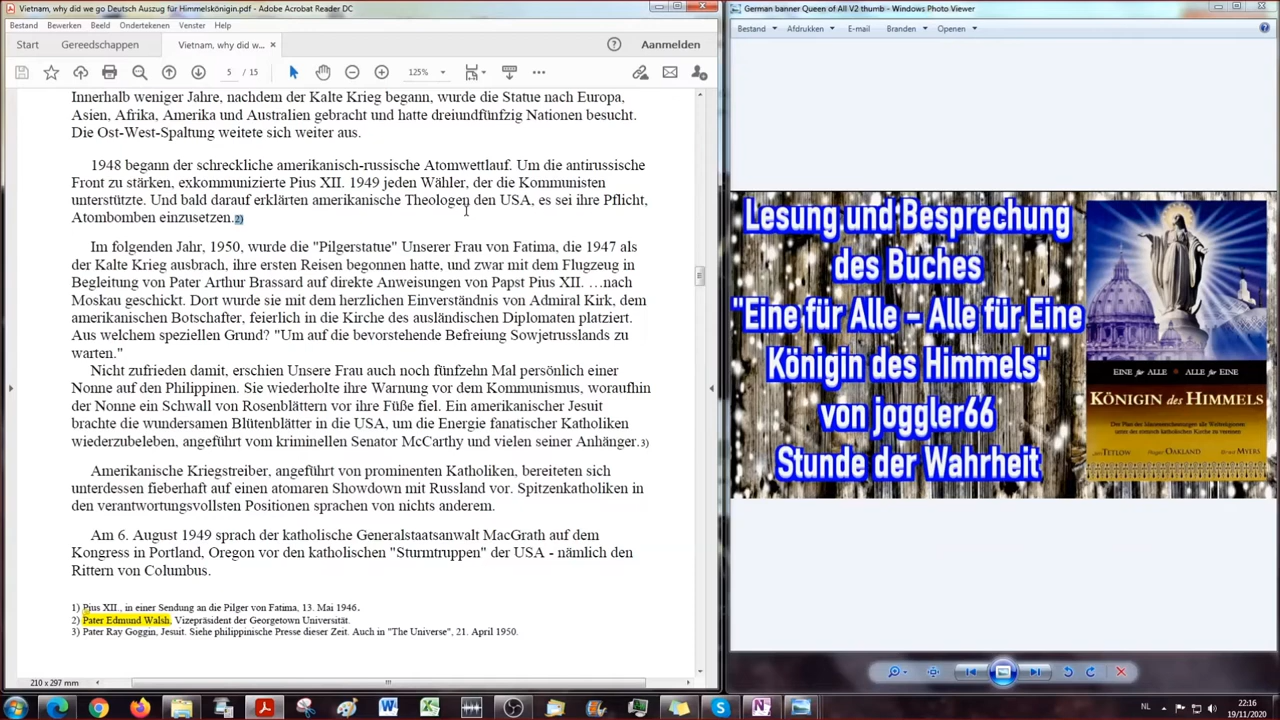 Vietnam, why did we go Deutsch Auszug für Himmelskönigin.pdf - Adobe Acrobat Reader DC
Bestand Bewerken Beeld Ondertekenen Venster Help
Start Gereedschappen Vietnam, why did w... × Anmelden
5 / 15 125%
Innerhalb weniger Jahre, nachdem der Kalte Krieg begann, wurde die Statue nach Europa,
Asien, Afrika, Amerika und Australien gebracht und hatte dreiundfünfzig Nationen besucht.
Die Ost-West-Spaltung weitete sich weiter aus.
1948 begann der schreckliche amerikanisch-russische Atomwettlauf. Um die antirussische
Front zu stärken, exkommunizierte Pius XII. 1949 jeden Wähler, der die Kommunisten
unterstützte. Und bald darauf erklärten amerikanische Theologen den USA, es sei ihre Pflicht,
Atombomben einzusetzen.2)
Im folgenden Jahr, 1950, wurde die "Pilgerstatue" Unserer Frau von Fatima, die 1947 als
der Kalte Krieg ausbrach, ihre ersten Reisen begonnen hatte, und zwar mit dem Flugzeug in
Begleitung von Pater Arthur Brassard auf direkte Anweisungen von Papst Pius XII. …nach
Moskau geschickt. Dort wurde sie mit dem herzlichen Einverständnis von Admiral Kirk, dem
amerikanischen Botschafter, feierlich in die Kirche des ausländischen Diplomaten platziert.
Aus welchem speziellen Grund? "Um auf die bevorstehende Befreiung Sowjetrusslands zu
warten."
Nicht zufrieden damit, erschien Unsere Frau auch noch fünfzehn Mal persönlich einer
Nonne auf den Philippinen. Sie wiederholte ihre Warnung vor dem Kommunismus, woraufhin
der Nonne ein Schwall von Rosenblättern vor ihre Füße fiel. Ein amerikanischer Jesuit
brachte die wundersamen Blütenblätter in die USA, um die Energie fanatischer Katholiken
wiederzubeleben, angeführt vom kriminellen Senator McCarthy und vielen seiner Anhänger.3)
Amerikanische Kriegstreiber, angeführt von prominenten Katholiken, bereiteten sich
unterdessen fieberhaft auf einen atomaren Showdown mit Russland vor. Spitzenkatholiken in
den verantwortungsvollsten Positionen sprachen von nichts anderem.
Am 6. August 1949 sprach der katholische Generalstaatsanwalt MacGrath auf dem
Kongress in Portland, Oregon vor den katholischen "Sturmtruppen" der USA - nämlich den
Rittern von Columbus.
1) Pius XII., in einer Sendung an die Pilger von Fatima, 13. Mai 1946.
2) Pater Edmund Walsh, Vizepräsident der Georgetown Universität.
3) Pater Ray Goggin, Jesuit. Siehe philippinische Presse dieser Zeit. Auch in "The Universe", 21. April 1950.
210 x 297 mm
German banner Queen of All V2 thumb - Windows Photo Viewer
Bestand Afdrukken E-mail Branden Openen
Lesung und Besprechung
des Buches
"Eine für Alle – Alle für Eine
Königin des Himmels"
von joggler66
Stunde der Wahrheit
EINE für ALLE * ALLE für EINE
KÖNIGIN des HIMMELS
TETLOW OAKLAND MYERS
NL 22:16
19/11/2020